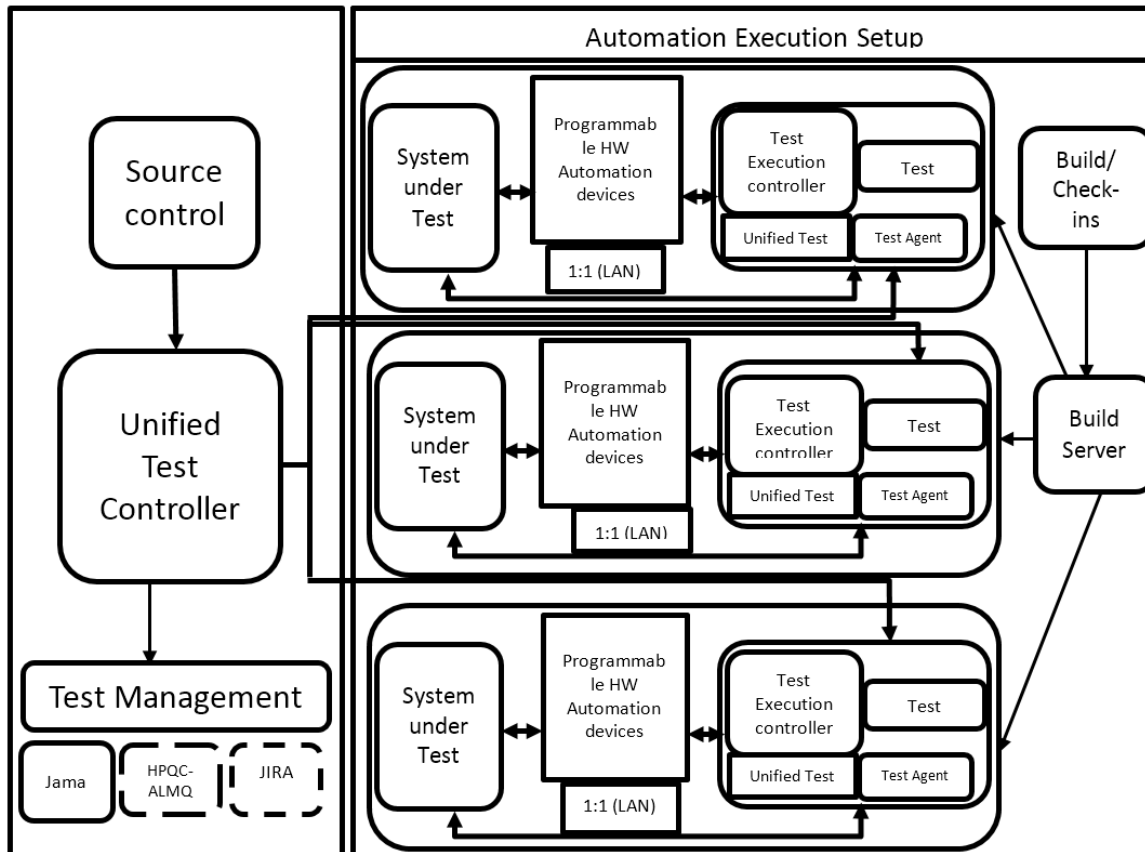 Automation Execution Setup
Source
control
Unified
Test
Controller
Test Management
Jama
HPQC-
ALMQ
JIRA
System
under
Test
Programmab
le HW
Automation
devices
1:1 (LAN)
Test
Execution
controller
Test
Unified Test
Test Agent
System
under
Test
Programmab
le HW
Automation
devices
1:1 (LAN)
Test
Execution
controller
Test
Unified Test
Test Agent
System
under
Test
Programmab
le HW
Automation
devices
1:1 (LAN)
Test
Execution
controller
Test
Unified Test
Test Agent
Build/
Check-
ins
Build
Server